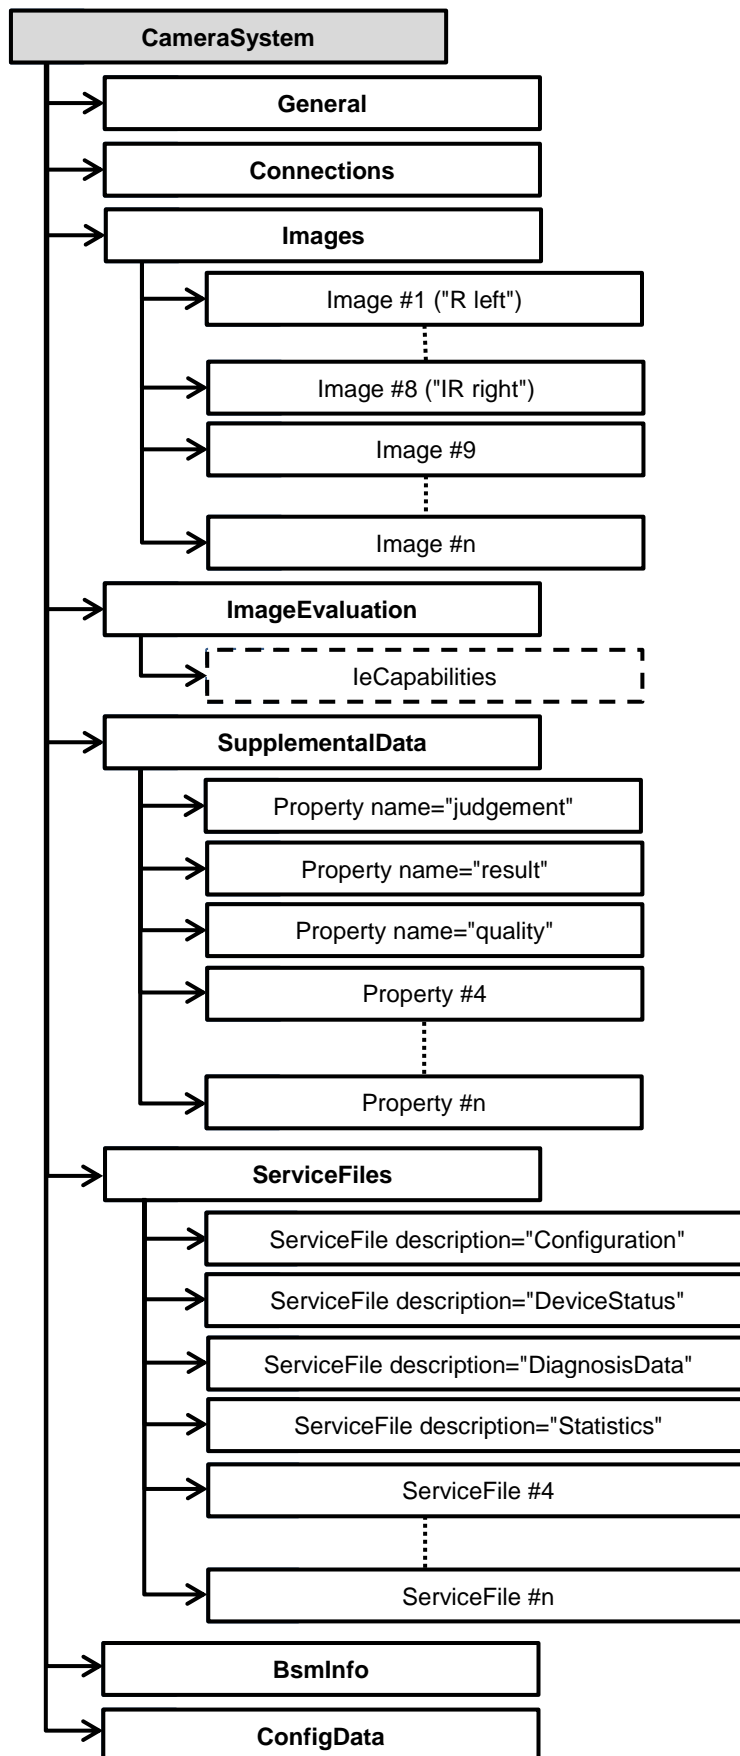 CameraSystem
General
Connections
Images
Image #1 ("R left")
Image #8 ("IR right")
Image #9
Image #n
ImageEvaluation
IeCapabilities
SupplementalData
Property name="judgement"
Property name="result"
Property name="quality"
Property #4
Property #n
ServiceFiles
ServiceFile description="Configuration"
ServiceFile description="DeviceStatus"
ServiceFile description="DiagnosisData"
ServiceFile description="Statistics"
ServiceFile #4
ServiceFile #n
BsmInfo
ConfigData